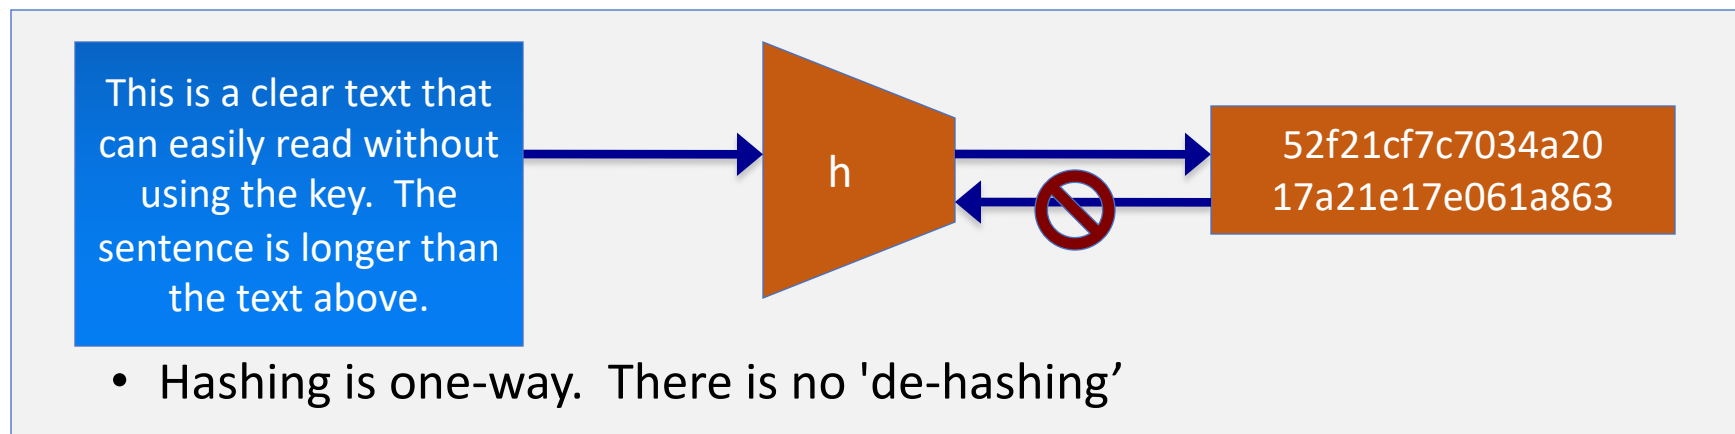 This is a clear text that
can easily read without
using the key.  The
sentence is longer than
the text above.
h
52f21cf7c7034a20
17a21e17e061a863
• Hashing is one-way.  There is no 'de-hashing’